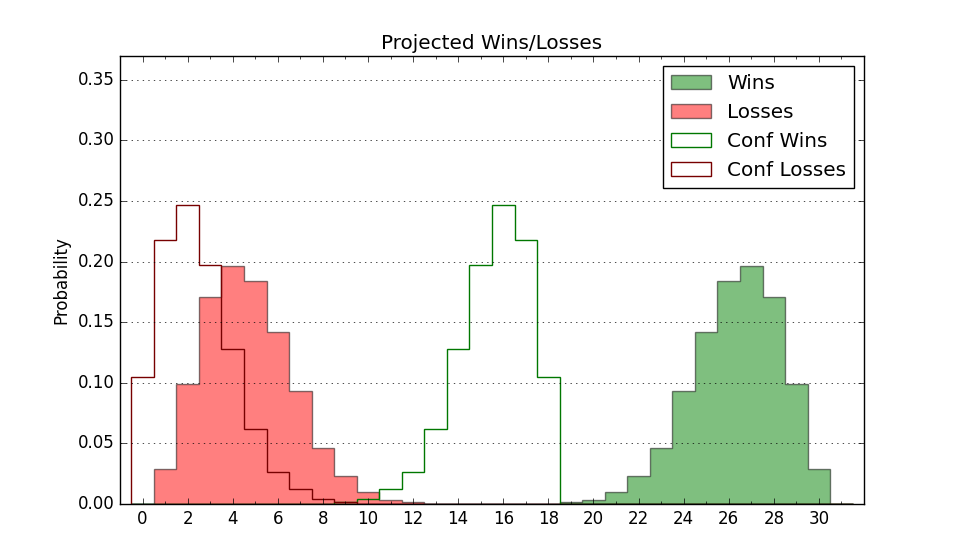 Projected Wins/Losses
0.35
0.30
0.25
0.20
0.15
0.10
0.05
0.00
Probability
Wins
Losses
Conf Wins
Conf Losses
0 2 4 6 8 10 12 14 16 18 20 22 24 26 28 30